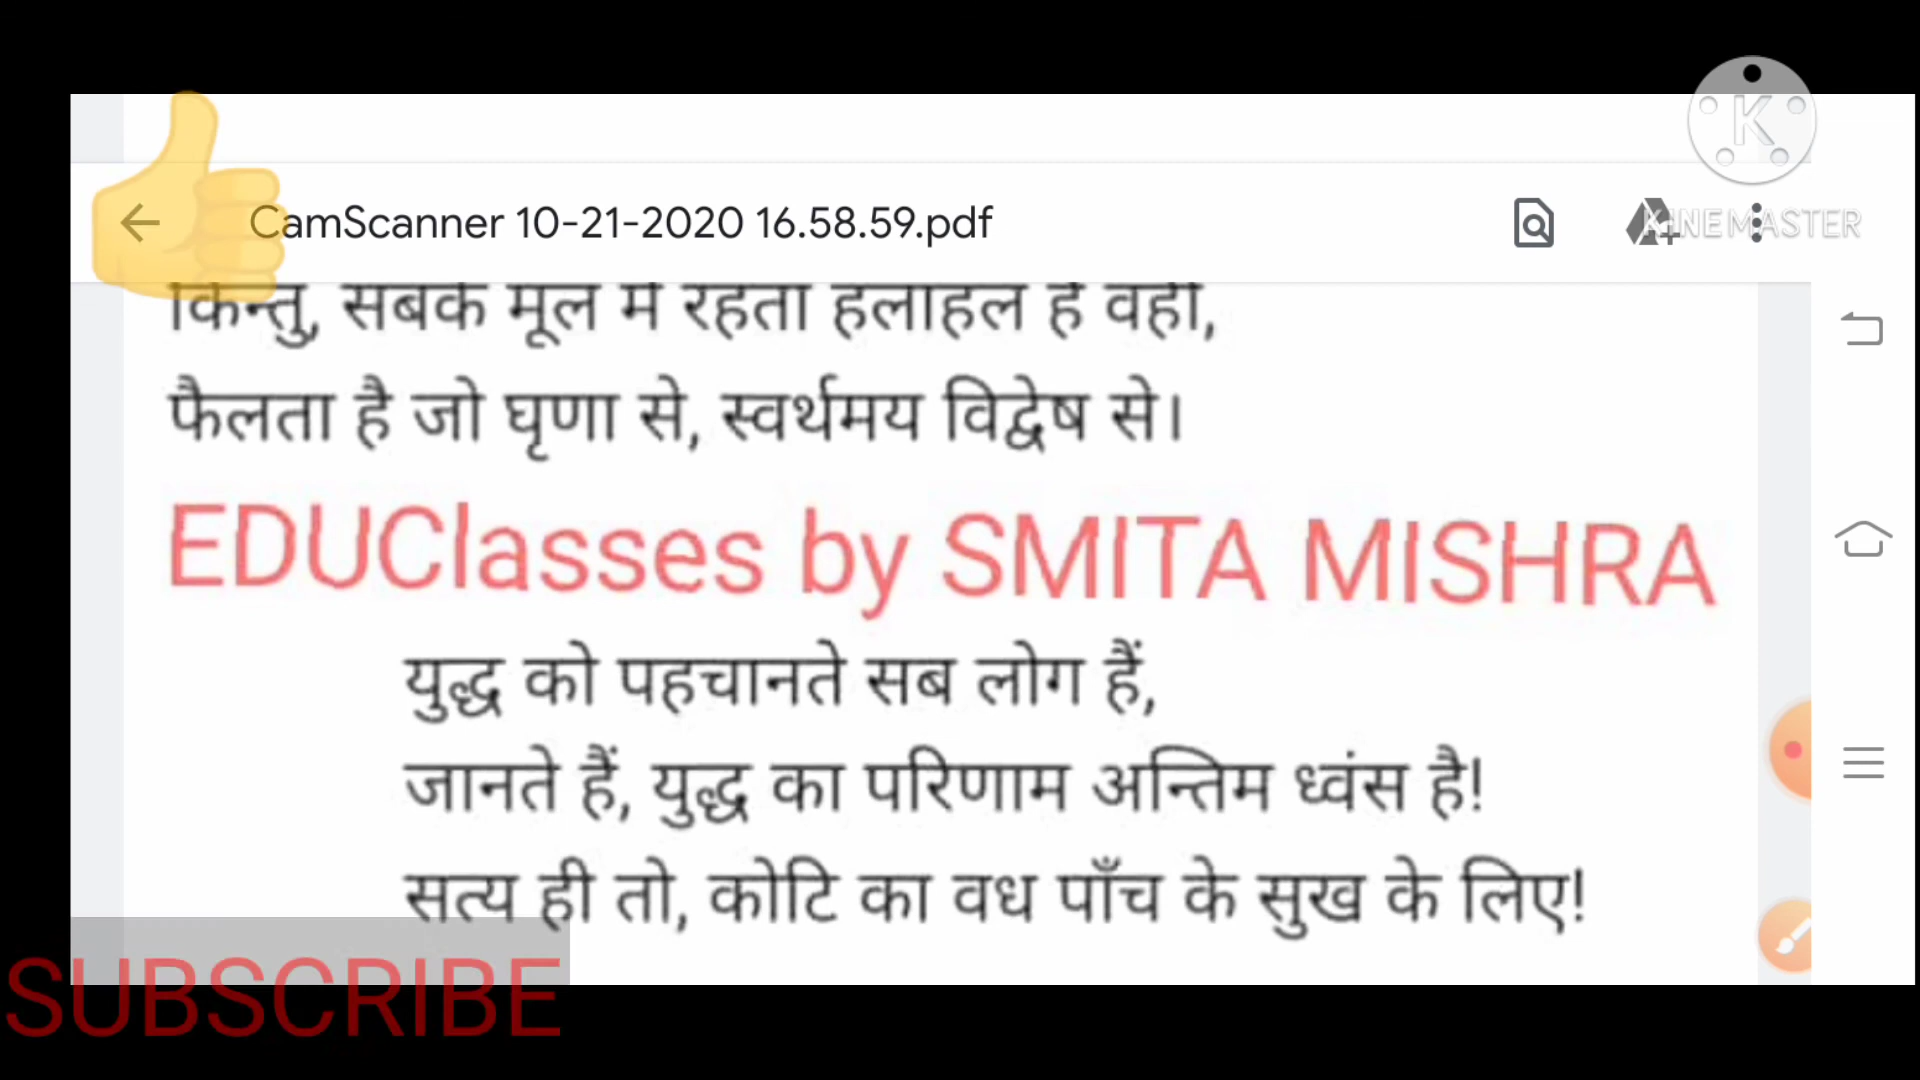 CamScanner 10-21-2020 16.58.59.pdf
KINEMASTER
किन्तु, सबके मूल में रहता हलाहल है वही,
फैलता है जो घृणा से, स्वर्थमय विद्वेष से।
EDUClasses by SMITA MISHRA
युद्ध को पहचानते सब लोग हैं,
जानते हैं, युद्ध का परिणाम अन्तिम ध्वंस है!
सत्य ही तो, कोटि का वध पाँच के सुख के लिए!
SUBSCRIBE